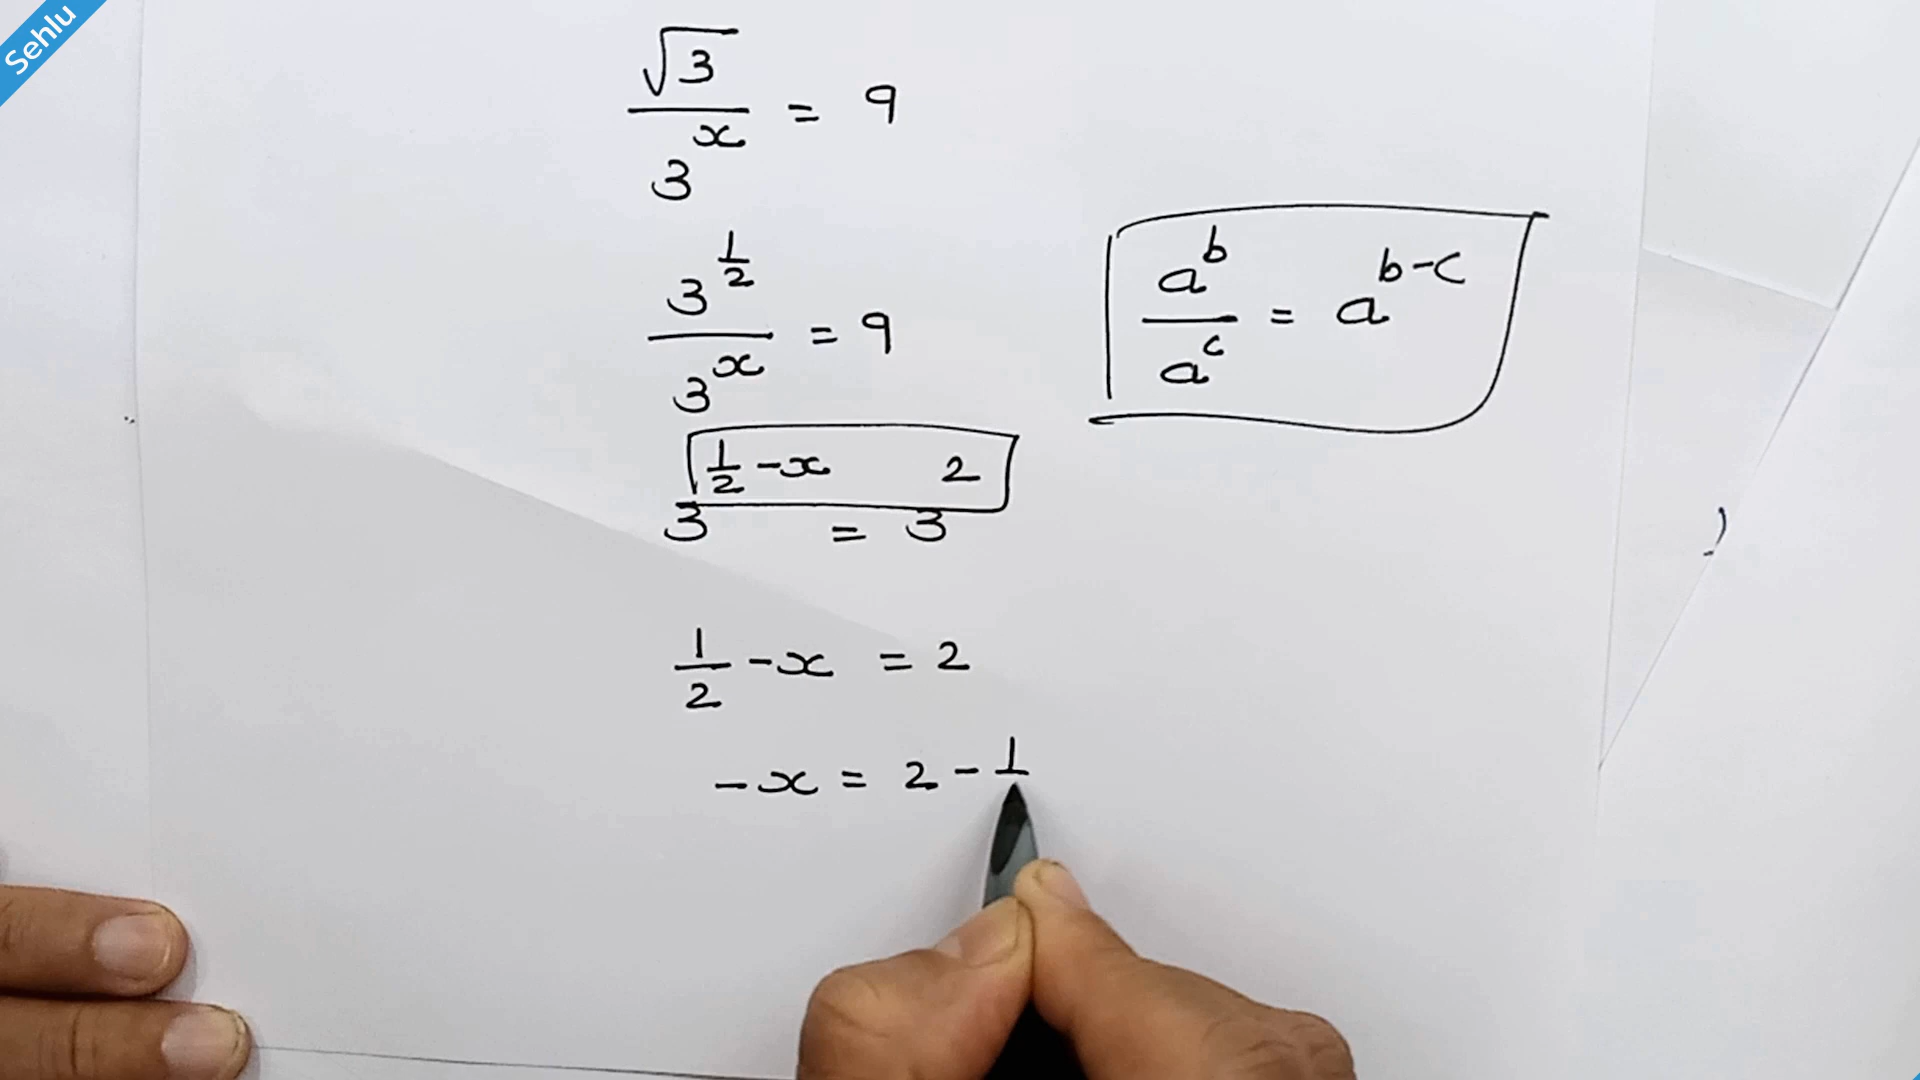 Sehlu
√3 / 3^x = 9
3^(1/2) / 3^x = 9
a^b / a^c = a^(b-c)
3^(1/2 - x) = 3^2
1/2 - x = 2
-x = 2 - 1